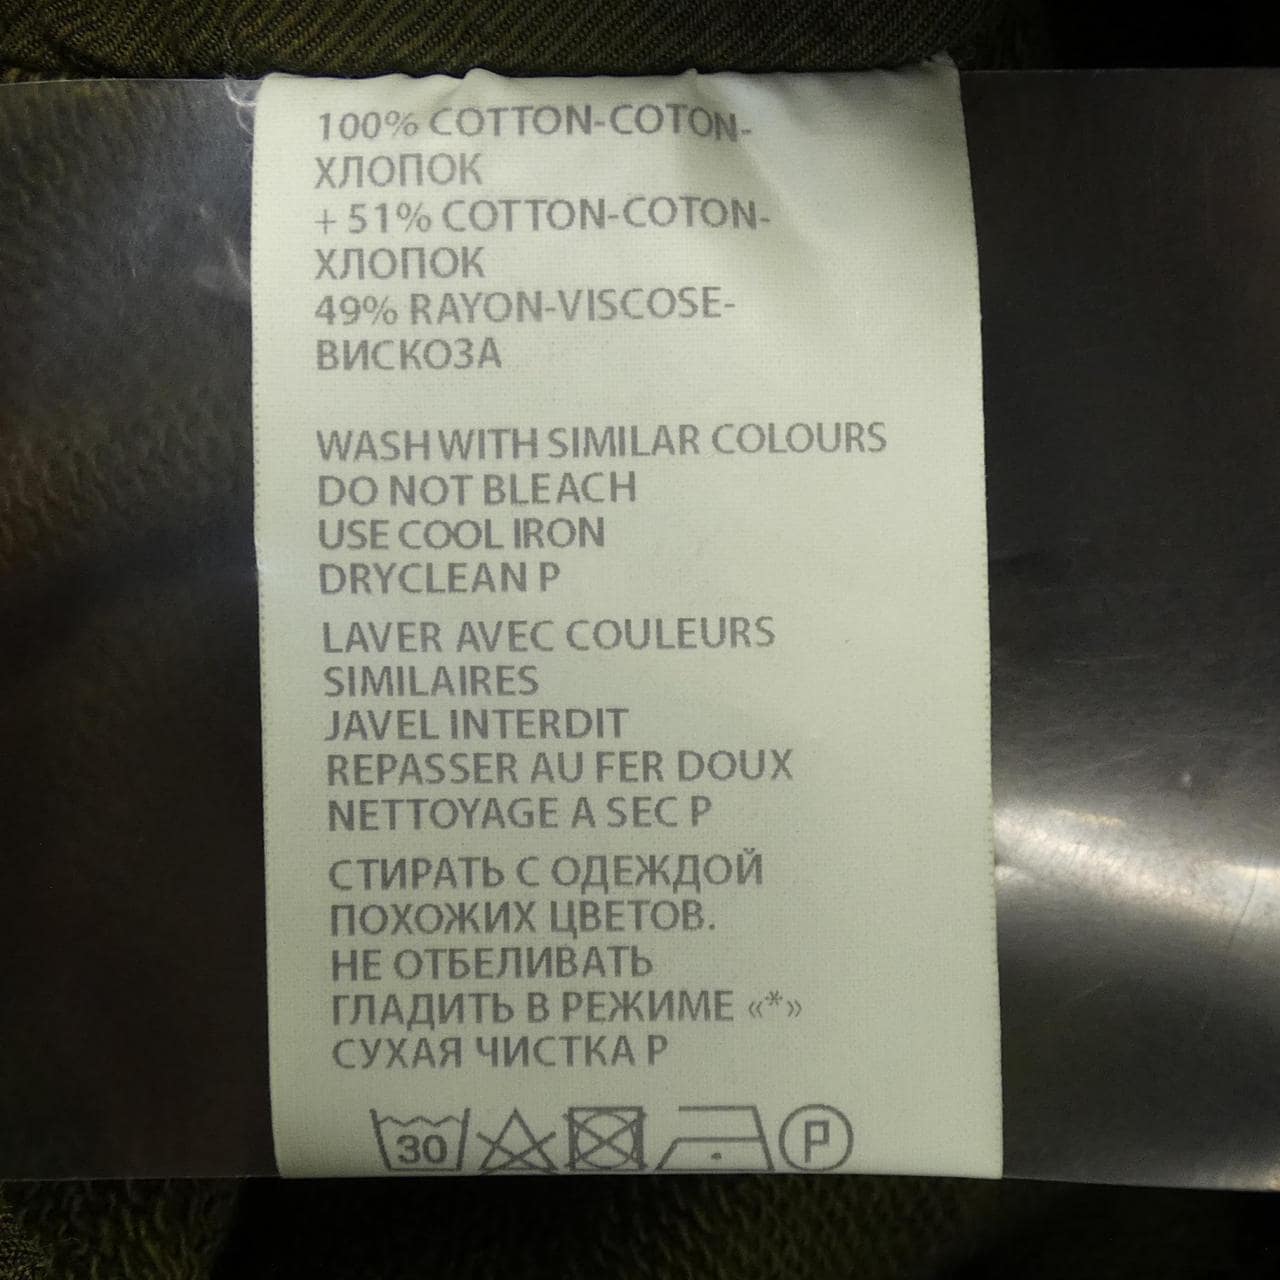 100% COTTON-COTON-
ХЛОПОК
+ 51% COTTON-COTON-
ХЛОПОК
49% RAYON-VISCOSE-
ВИСКОЗА
WASH WITH SIMILAR COLOURS
DO NOT BLEACH
USE COOL IRON
DRYCLEAN P
LAVER AVEC COULEURS
SIMILAIRES
JAVEL INTERDIT
REPASSER AU FER DOUX
NETTOYAGE A SEC P
СТИРАТЬ С ОДЕЖДОЙ
ПОХОЖИХ ЦВЕТОВ.
НЕ ОТБЕЛИВАТЬ
ГЛАДИТЬ В РЕЖИМЕ «*»
СУХАЯ ЧИСТКА P
30 P